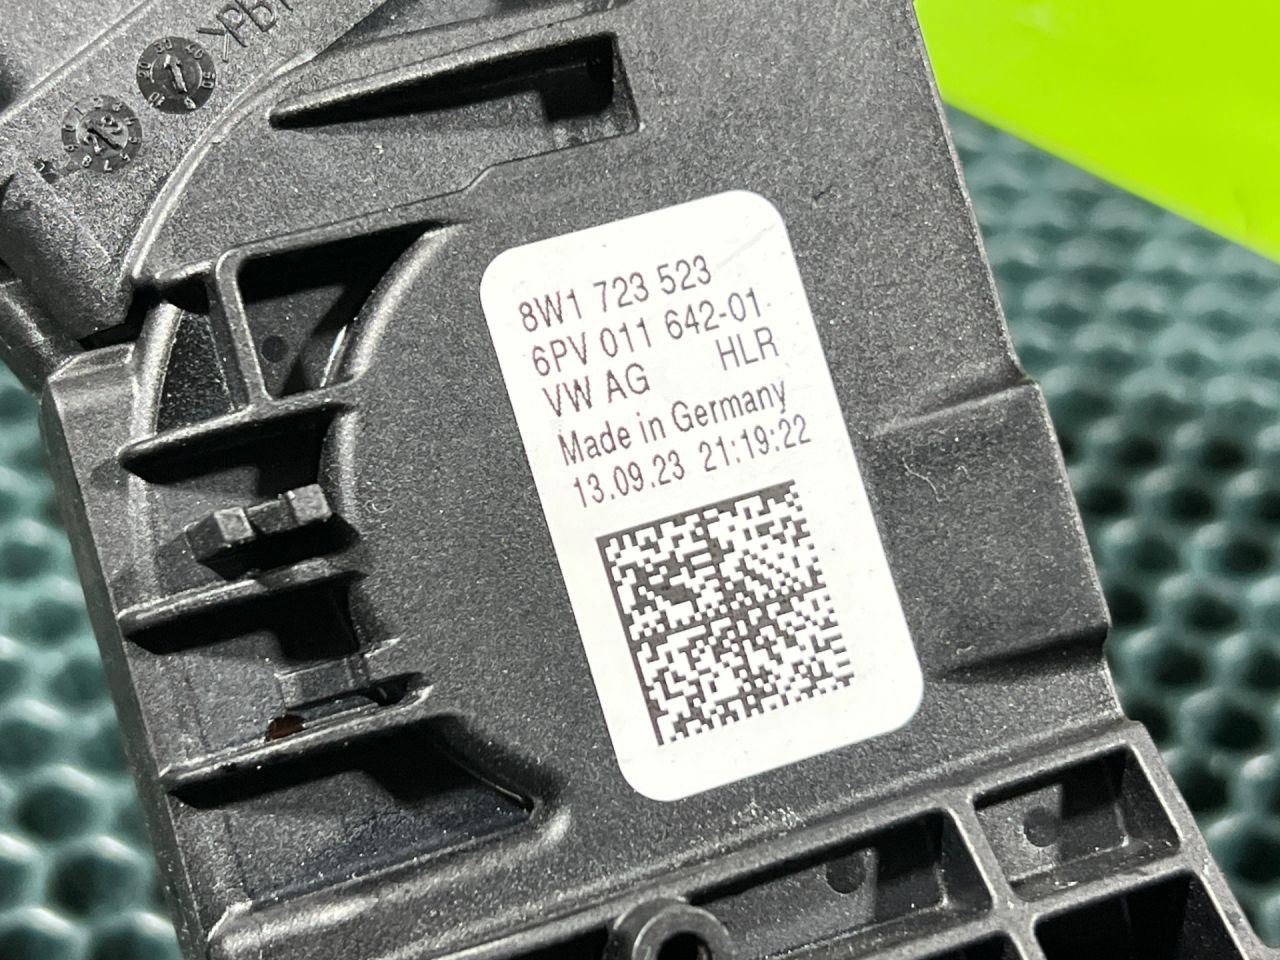 8W1 723 523
6PV 011 642-01
VW AG HLR
Made in Germany
13.09.23 21:19:22